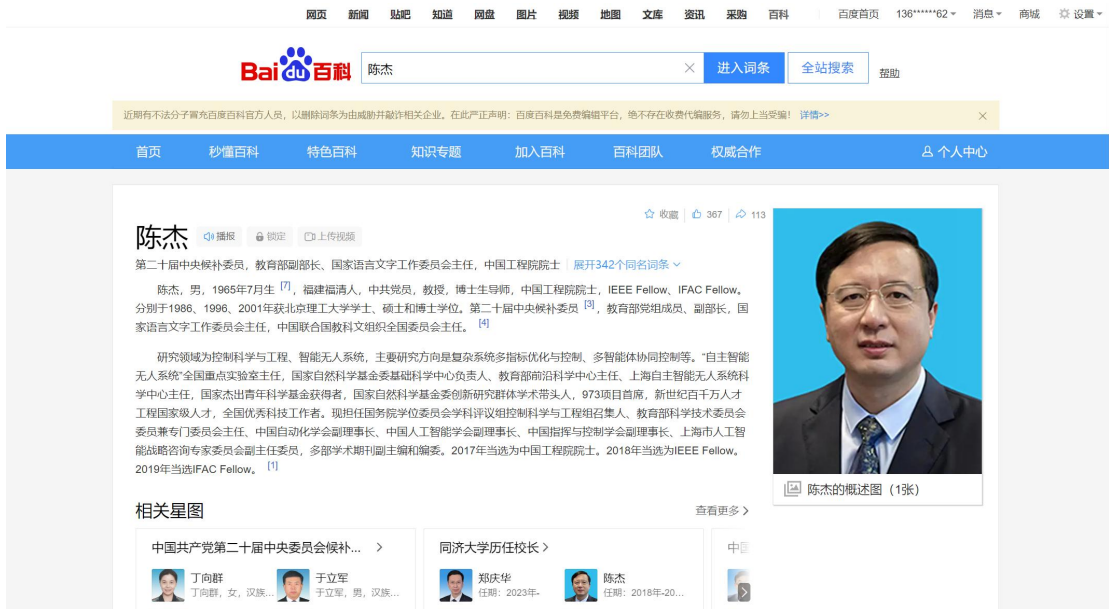 网页 新闻 贴吧 知道 网盘 图片 视频 地图 文库 资讯 采购 百科 百度首页 136******62 消息 商城 设置
Bai du 百科 陈杰 进入词条 全站搜索 帮助
近期有不法分子冒充百度百科官方人员，以删除词条为由威胁并敲诈相关企业。在此严正声明：百度百科是免费编辑平台，绝不存在收费代编服务，请勿上当受骗！ 详情>>
首页 秒懂百科 特色百科 知识专题 加入百科 百科团队 权威合作 个人中心
收藏 367 113
陈杰 播报 锁定 上传视频
第二十届中央候补委员，教育部副部长、国家语言文字工作委员会主任，中国工程院院士 展开342个同名词条
陈杰，男，1965年7月生 [7]，福建福清人，中共党员，教授，博士生导师，中国工程院院士，IEEE Fellow、IFAC Fellow。
分别于1986、1996、2001年获北京理工大学学士、硕士和博士学位。第二十届中央候补委员 [3]，教育部党组成员、副部长，国
家语言文字工作委员会主任，中国联合国教科文组织全国委员会主任。 [4]
研究领域为控制科学与工程、智能无人系统，主要研究方向是复杂系统多指标优化与控制、多智能体协同控制等。“自主智能
无人系统”全国重点实验室主任，国家自然科学基金委基础科学中心负责人、教育部前沿科学中心主任、上海自主智能无人系统科
学中心主任，国家杰出青年科学基金获得者，国家自然科学基金委创新研究群体学术带头人，973项目首席，新世纪百千万人才
工程国家级人才，全国优秀科技工作者。现担任国务院学位委员会学科评议组控制科学与工程组召集人、教育部科学技术委员会
委员兼专门委员会主任、中国自动化学会副理事长、中国人工智能学会副理事长、中国指挥与控制学会副理事长、上海市人工智
能战略咨询专家委员会副主任委员，多部学术期刊副主编和编委。2017年当选为中国工程院院士。2018年当选为IEEE Fellow。
2019年当选IFAC Fellow。 [1]
陈杰的概述图（1张）
相关星图 查看更多
中国共产党第二十届中央委员会候补... 同济大学历任校长
丁向群 于立军 郑庆华 陈杰
丁向群，女，汉族... 于立军，男，汉族... 任期：2023年- 任期：2018年-20...